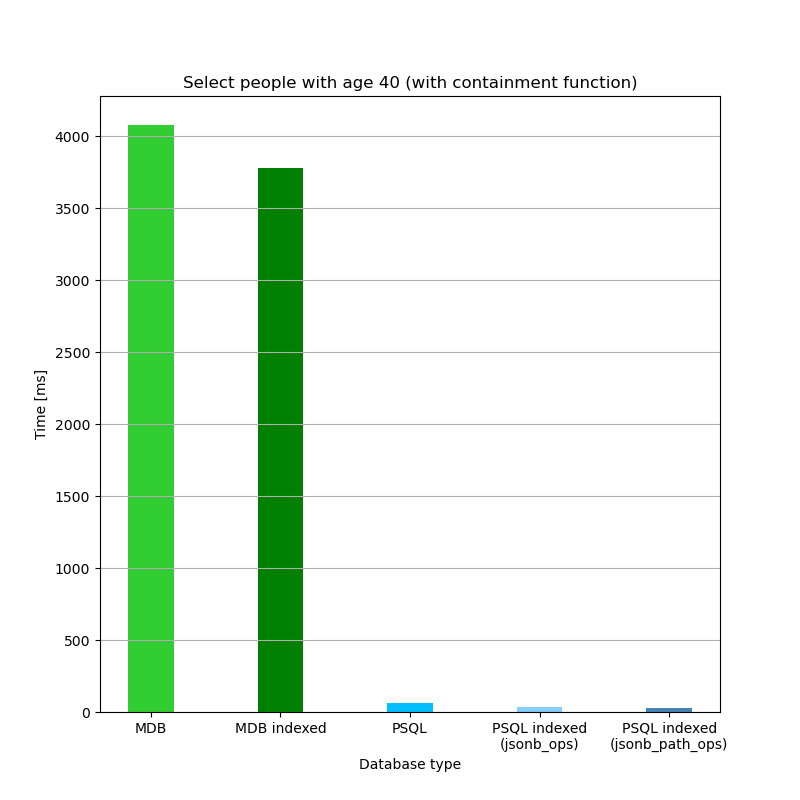 Select people with age 40 (with containment function)
4000
3500
3000
2500
2000
1500
1000
500
0
Time [ms]
MDB
MDB indexed
PSQL
PSQL indexed
(jsonb_ops)
PSQL indexed
(jsonb_path_ops)
Database type